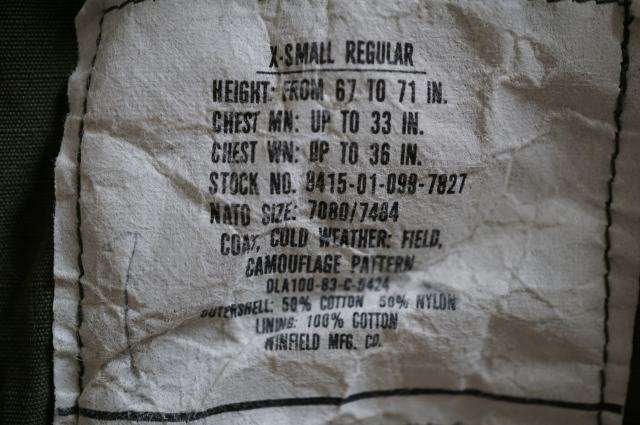 X-SMALL REGULAR
HEIGHT: FROM 67 TO 71 IN.
CHEST MN: UP TO 33 IN.
CHEST WN: UP TO 36 IN.
STOCK NO. 8415-01-099-7827
NATO SIZE: 7080/7484
COAT, COLD WEATHER: FIELD,
CAMOUFLAGE PATTERN
DLA100-83-C-0424
OUTERSHELL: 50% COTTON 50% NYLON
LINING: 100% COTTON
WINFIELD MFG. CO.